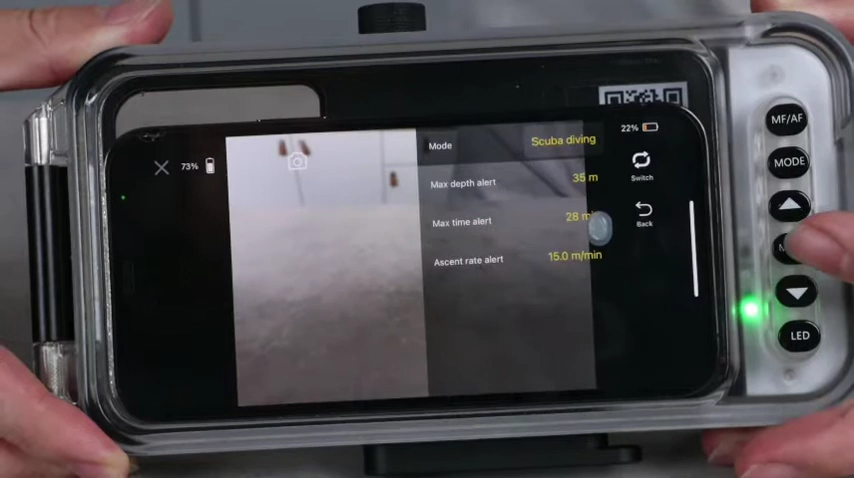 73%
Mode
Scuba diving
Max depth alert
35 m
Max time alert
28 m
Ascent rate alert
15.0 m/min
22%
Switch
Back
MF/AF
MODE
LED